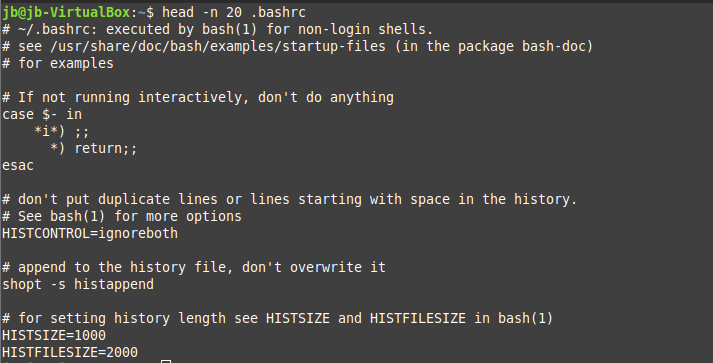 jb@jb-VirtualBox:~$ head -n 20 .bashrc
# ~/.bashrc: executed by bash(1) for non-login shells.
# see /usr/share/doc/bash/examples/startup-files (in the package bash-doc)
# for examples

# If not running interactively, don't do anything
case $- in
    *i*) ;;
      *) return;;
esac

# don't put duplicate lines or lines starting with space in the history.
# See bash(1) for more options
HISTCONTROL=ignoreboth

# append to the history file, don't overwrite it
shopt -s histappend

# for setting history length see HISTSIZE and HISTFILESIZE in bash(1)
HISTSIZE=1000
HISTFILESIZE=2000